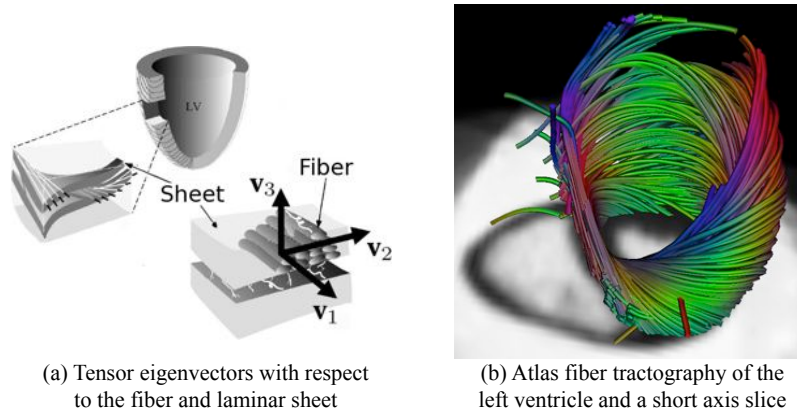 LV
Sheet
Fiber
v3
v2
v1
(a) Tensor eigenvectors with respect
to the fiber and laminar sheet
(b) Atlas fiber tractography of the
left ventricle and a short axis slice